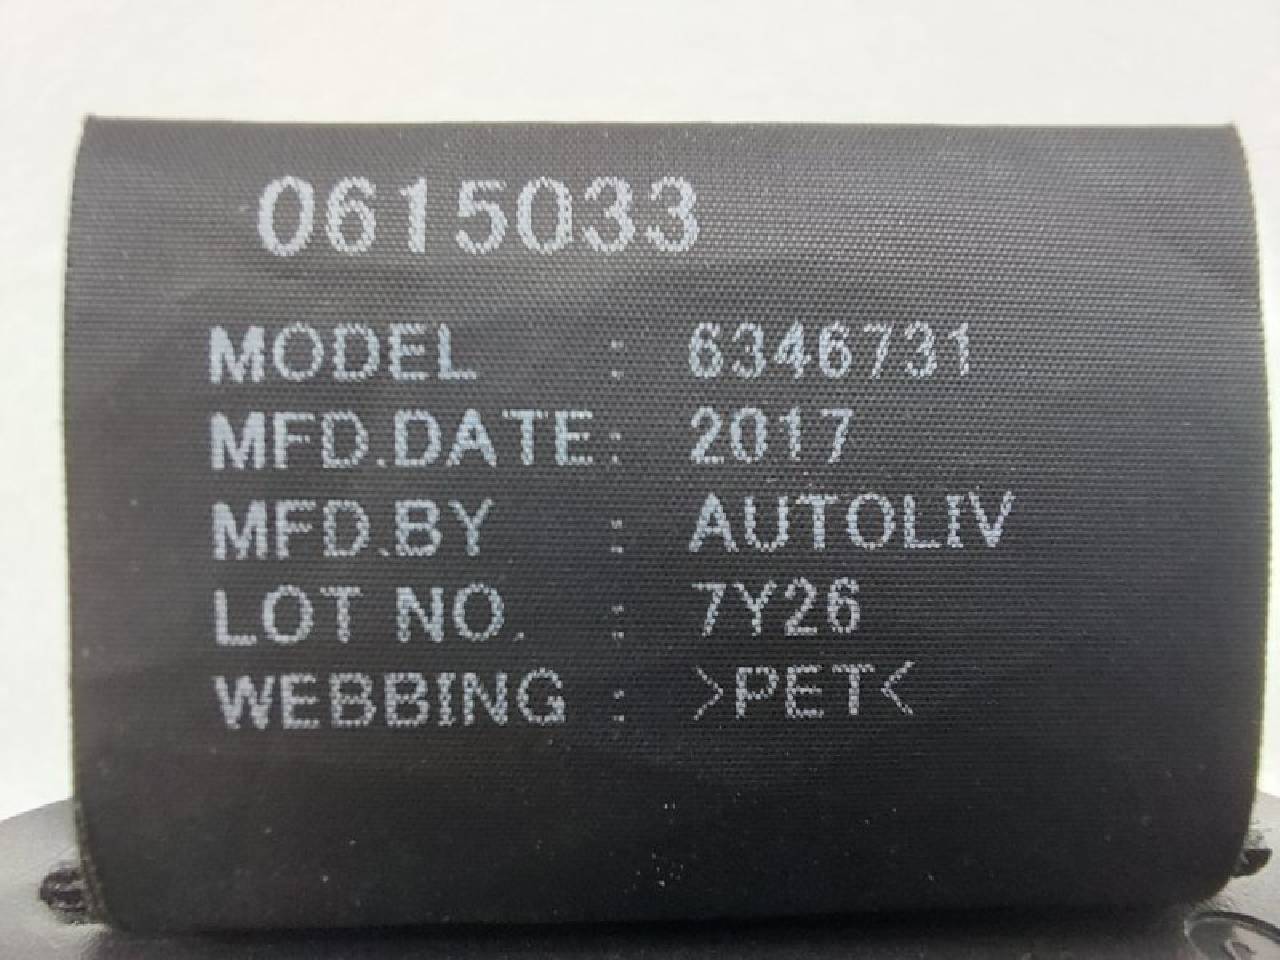 0615033
MODEL : 6346731
MFD.DATE: 2017
MFD.BY : AUTOLIV
LOT NO. : 7Y26
WEBBING : >PET<